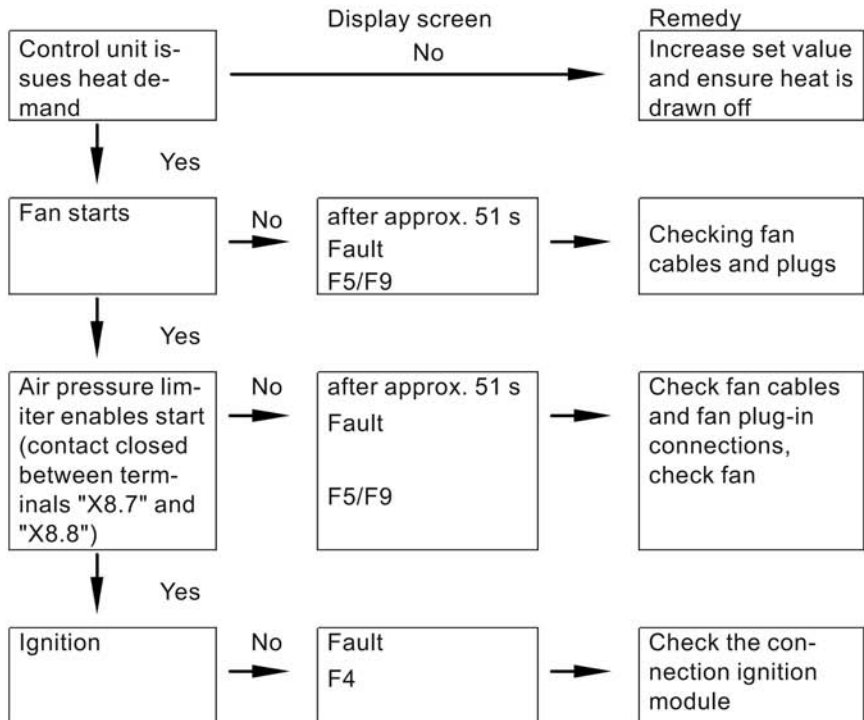 Display screen
Remedy
Control unit is-
sues heat de-
mand
No
Increase set value
and ensure heat is
drawn off
Yes
Fan starts
No
after approx. 51 s
Fault
F5/F9
Checking fan
cables and plugs
Yes
Air pressure lim-
iter enables start
(contact closed
between term-
inals "X8.7" and
"X8.8")
No
after approx. 51 s
Fault
F5/F9
Check fan cables
and fan plug-in
connections,
check fan
Yes
Ignition
No
Fault
F4
Check the con-
nection ignition
module